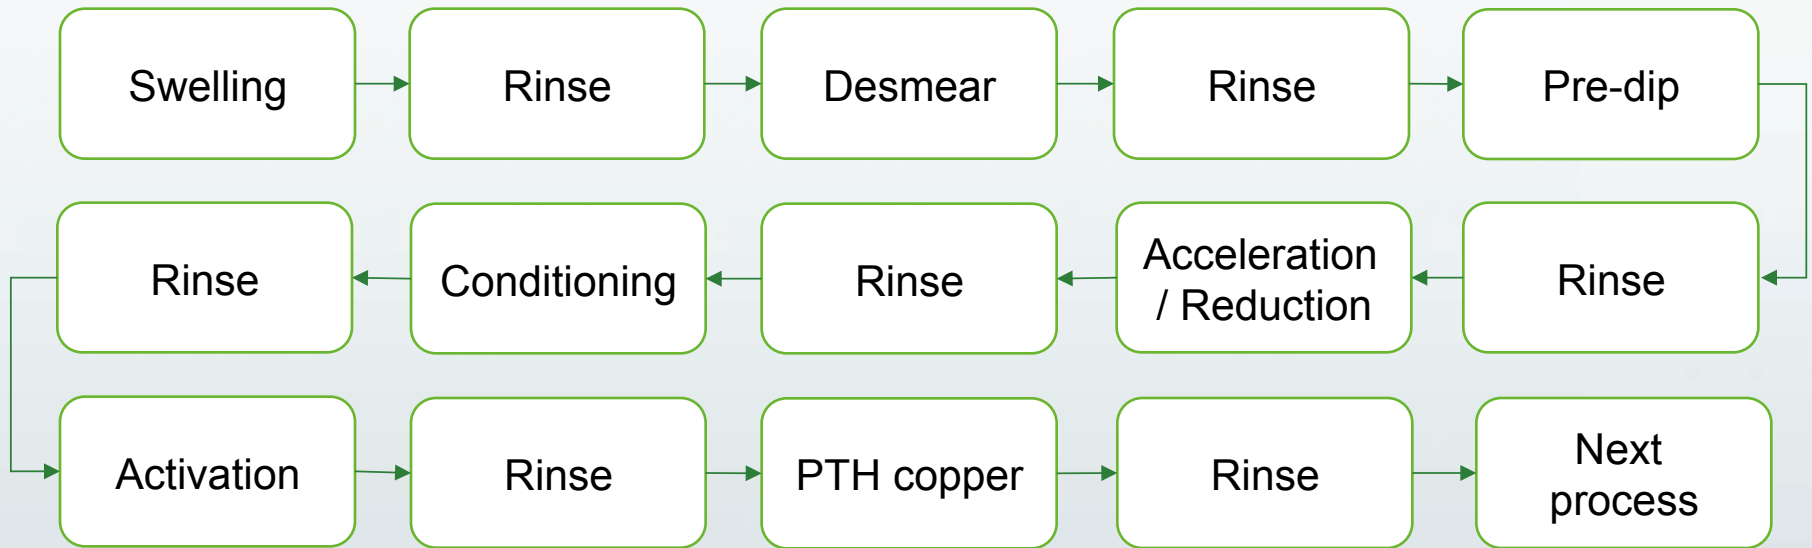 Swelling
Rinse
Desmear
Rinse
Pre-dip
Rinse
Acceleration
/ Reduction
Rinse
Conditioning
Rinse
Activation
Rinse
PTH copper
Rinse
Next
process